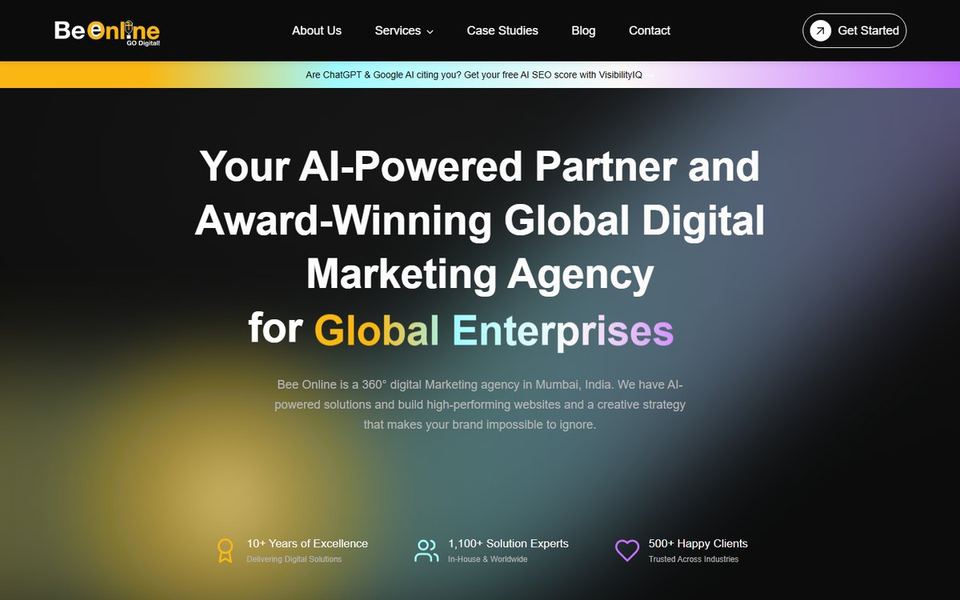 BeeOnline
GO Digital!
About Us
Services
Case Studies
Blog
Contact
Get Started
Are ChatGPT & Google AI citing you? Get your free AI SEO score with VisibilityIQ
Your AI-Powered Partner and
Award-Winning Global Digital
Marketing Agency
for Global Enterprises
Bee Online is a 360° digital Marketing agency in Mumbai, India. We have AI-
powered solutions and build high-performing websites and a creative strategy
that makes your brand impossible to ignore.
10+ Years of Excellence
Delivering Digital Solutions
1,100+ Solution Experts
In-House & Worldwide
500+ Happy Clients
Trusted Across Industries